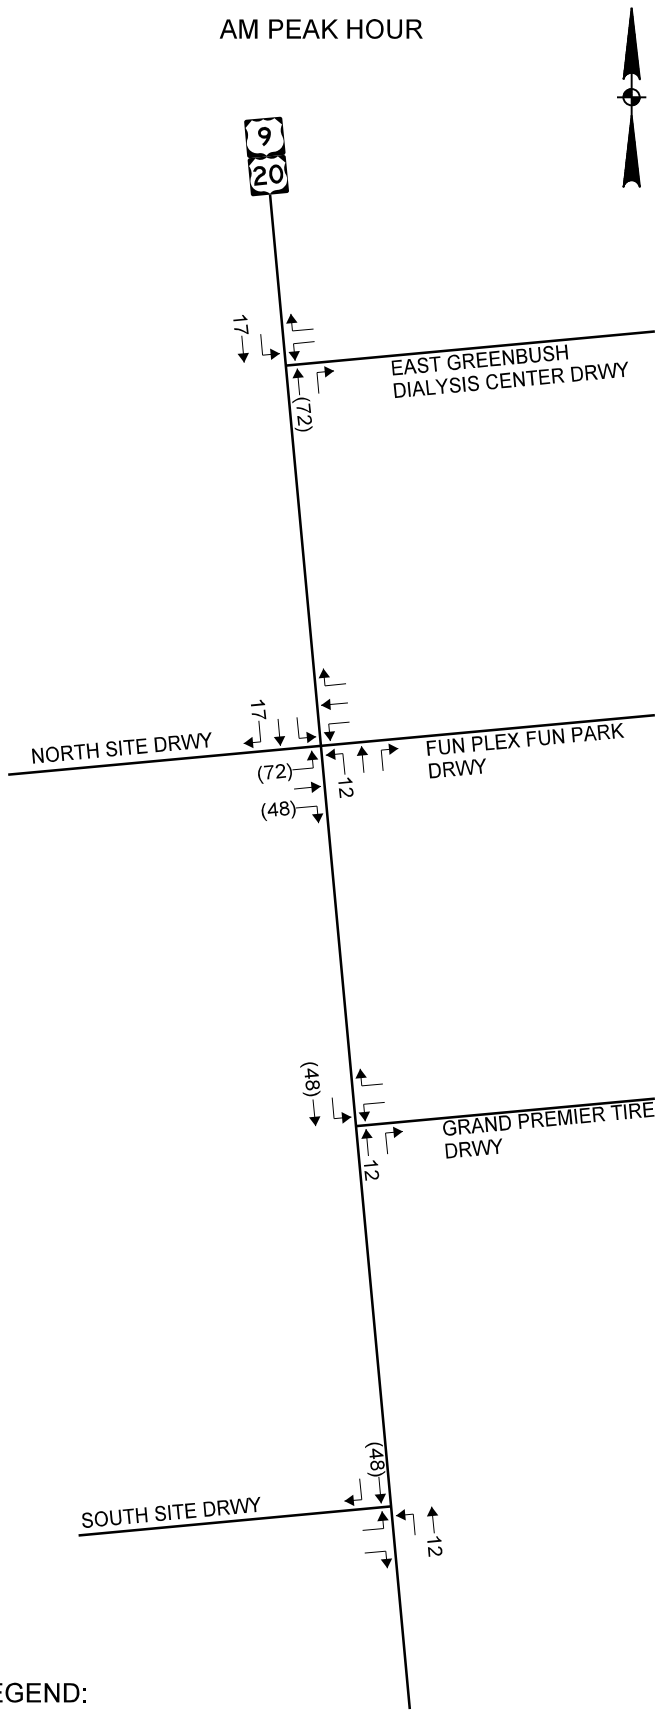 AM PEAK HOUR
9
20
17
EAST GREENBUSH
DIALYSIS CENTER DRWY
(72)
17
NORTH SITE DRWY
FUN PLEX FUN PARK
DRWY
(72)
12
(48)
(48)
GRAND PREMIER TIRE
DRWY
12
(48)
SOUTH SITE DRWY
12
EGEND: